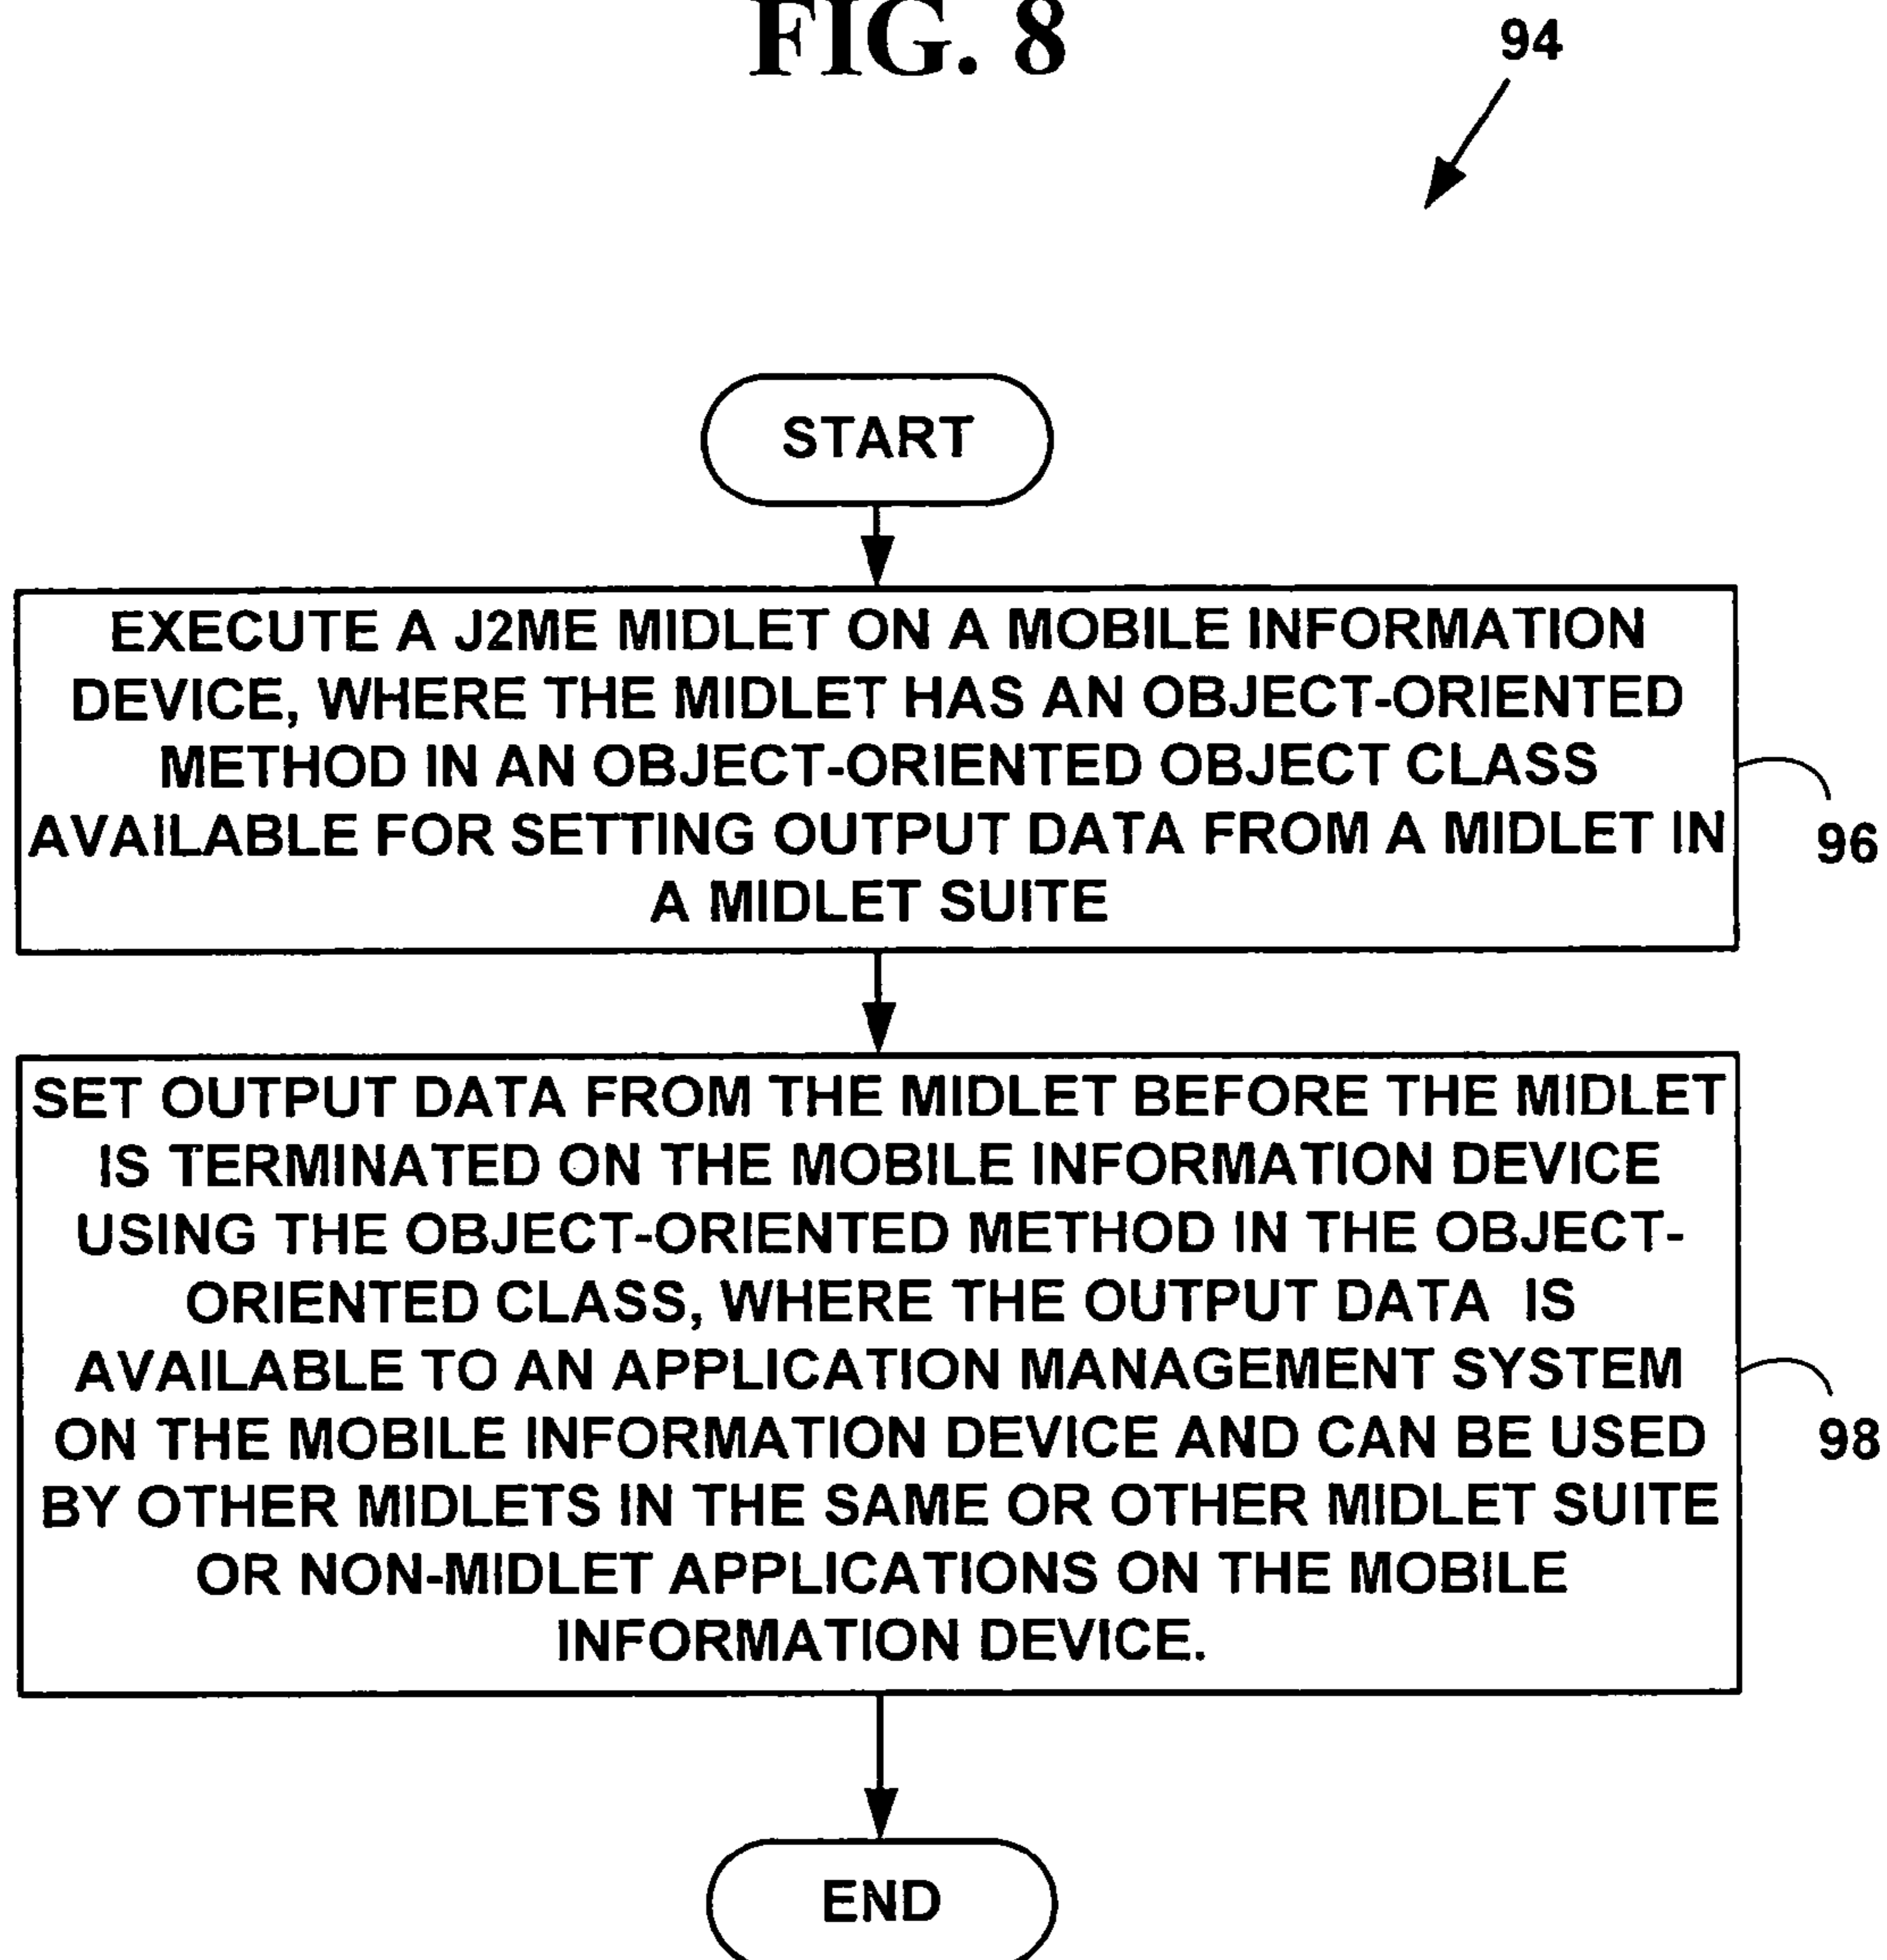 FIG. 8
94
START
EXECUTE A J2ME MIDLET ON A MOBILE INFORMATION
DEVICE, WHERE THE MIDLET HAS AN OBJECT-ORIENTED
METHOD IN AN OBJECT-ORIENTED OBJECT CLASS
AVAILABLE FOR SETTING OUTPUT DATA FROM A MIDLET IN
A MIDLET SUITE
96
SET OUTPUT DATA FROM THE MIDLET BEFORE THE MIDLET
IS TERMINATED ON THE MOBILE INFORMATION DEVICE
USING THE OBJECT-ORIENTED METHOD IN THE OBJECT-
ORIENTED CLASS, WHERE THE OUTPUT DATA IS
AVAILABLE TO AN APPLICATION MANAGEMENT SYSTEM
ON THE MOBILE INFORMATION DEVICE AND CAN BE USED
BY OTHER MIDLETS IN THE SAME OR OTHER MIDLET SUITE
OR NON-MIDLET APPLICATIONS ON THE MOBILE
INFORMATION DEVICE.
98
END